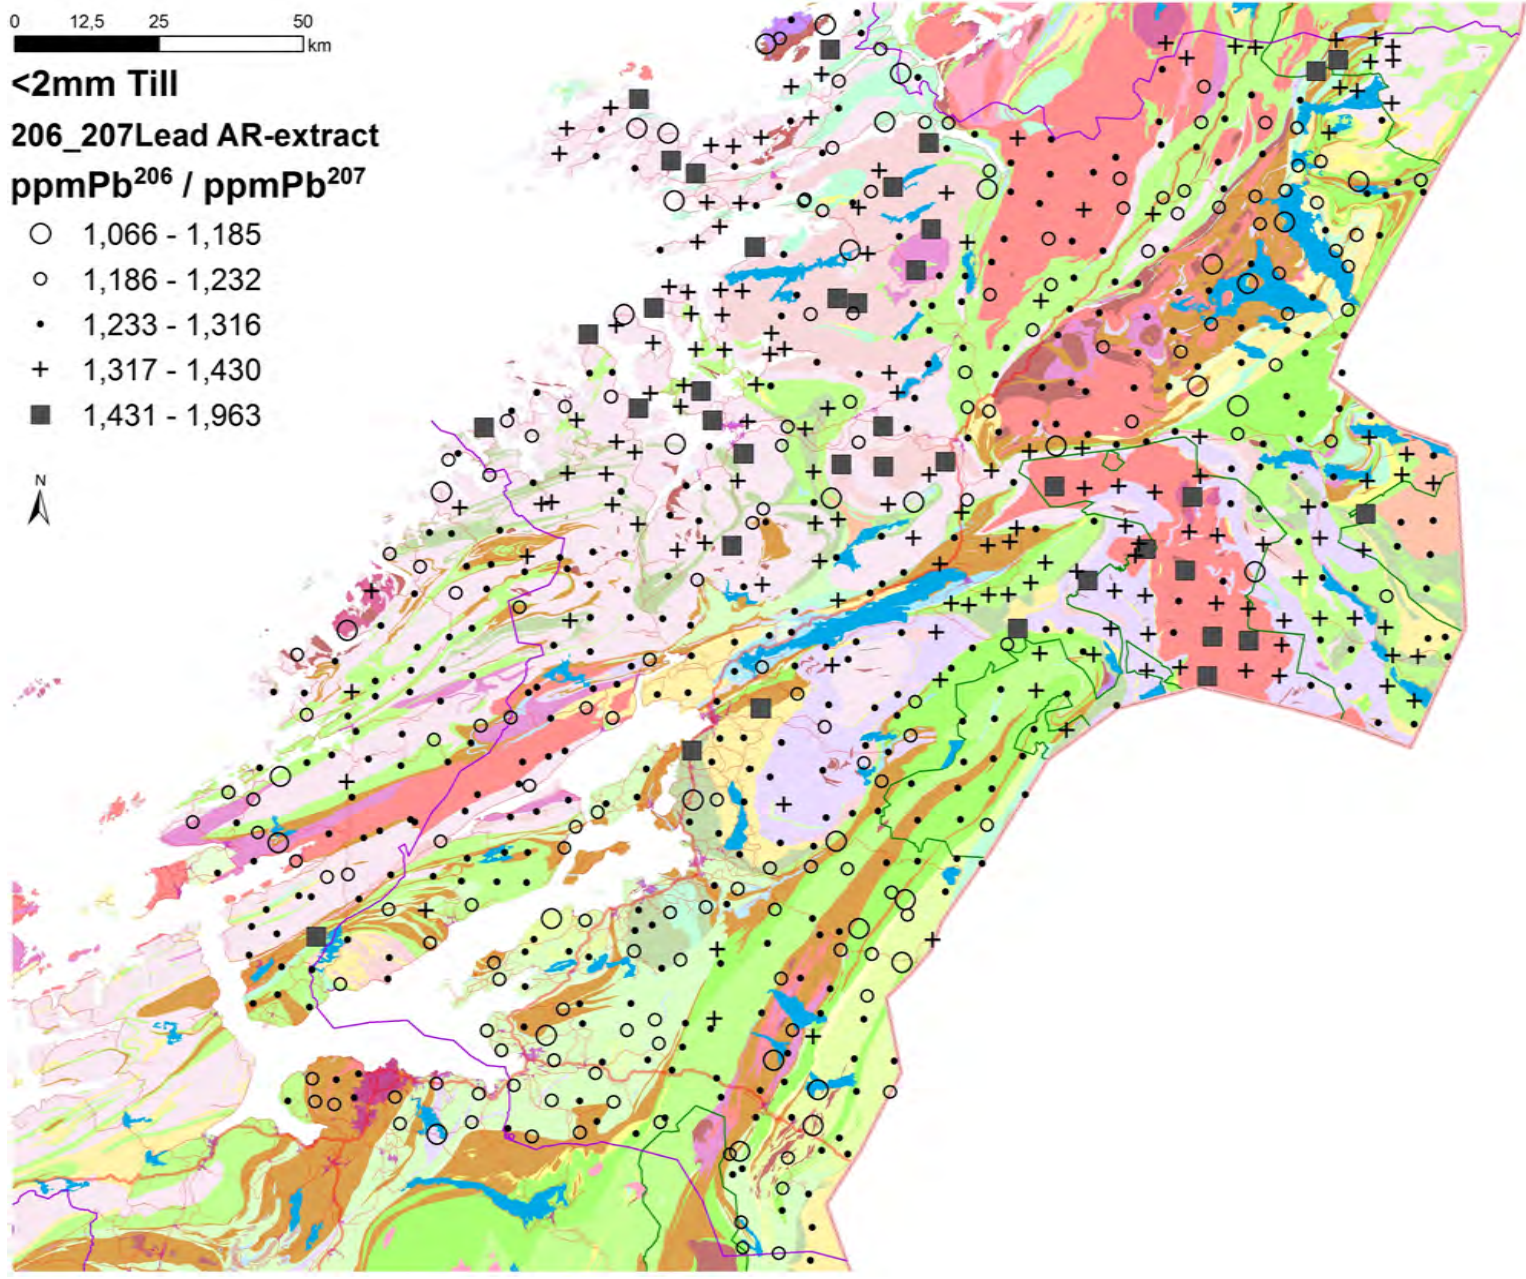 0 12,5 25 50
km
<2mm Till
206_207Lead AR-extract
ppmPb²⁰⁶ / ppmPb²⁰⁷
1,066 - 1,185
1,186 - 1,232
1,233 - 1,316
1,317 - 1,430
1,431 - 1,963
N